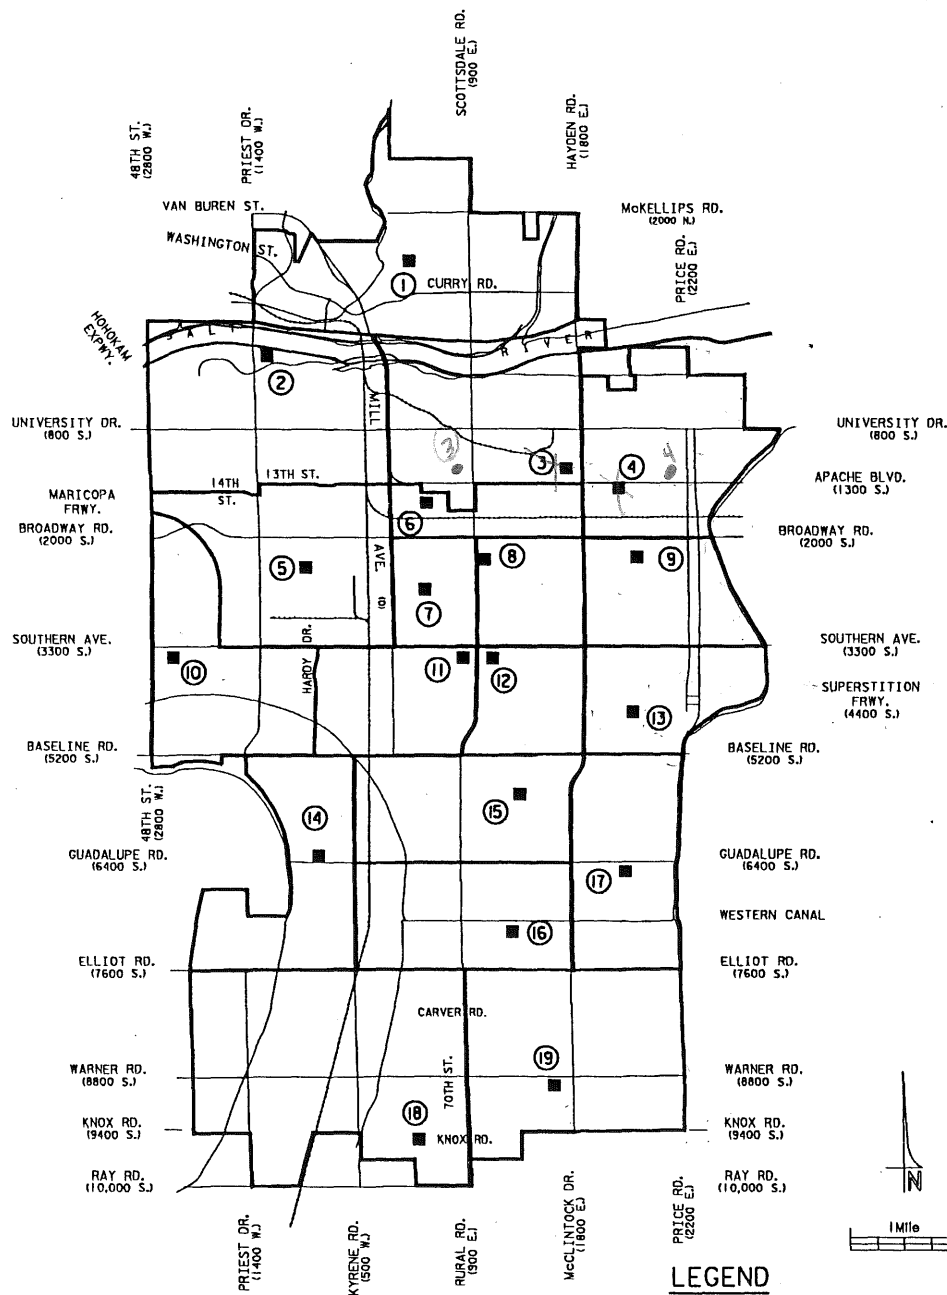 SCOTTSDALE RD.
(900 E.)
HAYDEN RD.
(1800 E.)
48TH ST.
(2800 W.)
PRIEST DR.
(1400 W.)
VAN BUREN ST.
WASHINGTON ST.
McKELLIPS RD.
(2000 N.)
PRICE RD.
(2200 E.)
1
CURRY RD.
HOHOKAM
EXPWY.
SALT
RIVER
2
MILL
UNIVERSITY DR.
(800 S.)
UNIVERSITY DR.
(800 S.)
3
3
4
4
13TH ST.
14TH
ST.
APACHE BLVD.
(1300 S.)
MARICOPA
FRWY.
6
BROADWAY RD.
(2000 S.)
BROADWAY RD.
(2000 S.)
AVE.
(0)
5
7
8
9
SOUTHERN AVE.
(3300 S.)
HARDY DR.
SOUTHERN AVE.
(3300 S.)
10
11
12
SUPERSTITION
FRWY.
(4400 S.)
13
BASELINE RD.
(5200 S.)
BASELINE RD.
(5200 S.)
48TH ST.
(2800 W.)
14
15
GUADALUPE RD.
(6400 S.)
GUADALUPE RD.
(6400 S.)
17
WESTERN CANAL
16
ELLIOT RD.
(7600 S.)
ELLIOT RD.
(7600 S.)
CARVER RD.
70TH ST.
19
WARNER RD.
(8800 S.)
WARNER RD.
(8800 S.)
18
KNOX RD.
(9400 S.)
KNOX RD.
KNOX RD.
(9400 S.)
RAY RD.
(10,000 S.)
RAY RD.
(10,000 S.)
N
PRIEST DR.
(1400 W.)
KYRENE RD.
(500 W.)
RURAL RD.
(900 E.)
McCLINTOCK DR.
(1800 E.)
PRICE RD.
(2200 E.)
1 Mile
LEGEND